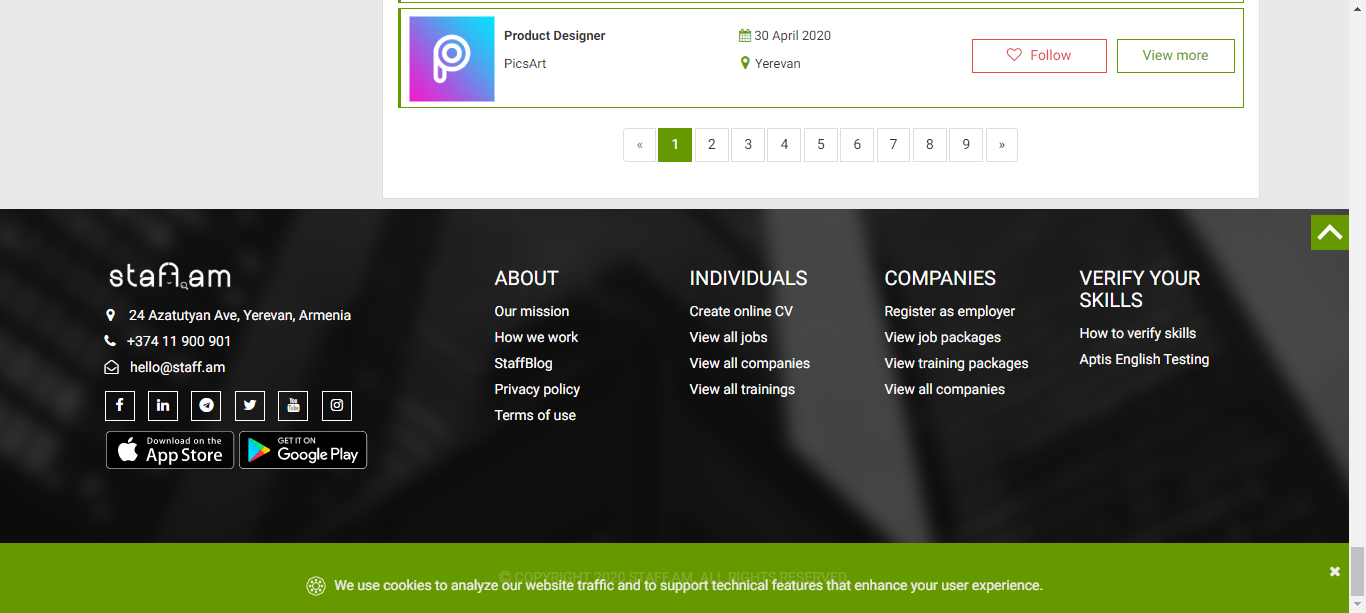 Product Designer
30 April 2020
PicsArt
Yerevan
Follow
View more
« 1 2 3 4 5 6 7 8 9 »
staff.am
24 Azatutyan Ave, Yerevan, Armenia
+374 11 900 901
hello@staff.am
Download on the
App Store
GET IT ON
Google Play
ABOUT
Our mission
How we work
StaffBlog
Privacy policy
Terms of use
INDIVIDUALS
Create online CV
View all jobs
View all companies
View all trainings
COMPANIES
Register as employer
View job packages
View training packages
View all companies
VERIFY YOUR
SKILLS
How to verify skills
Aptis English Testing
© COPYRIGHT 2020 STAFF.AM. ALL RIGHTS RESERVED
We use cookies to analyze our website traffic and to support technical features that enhance your user experience.